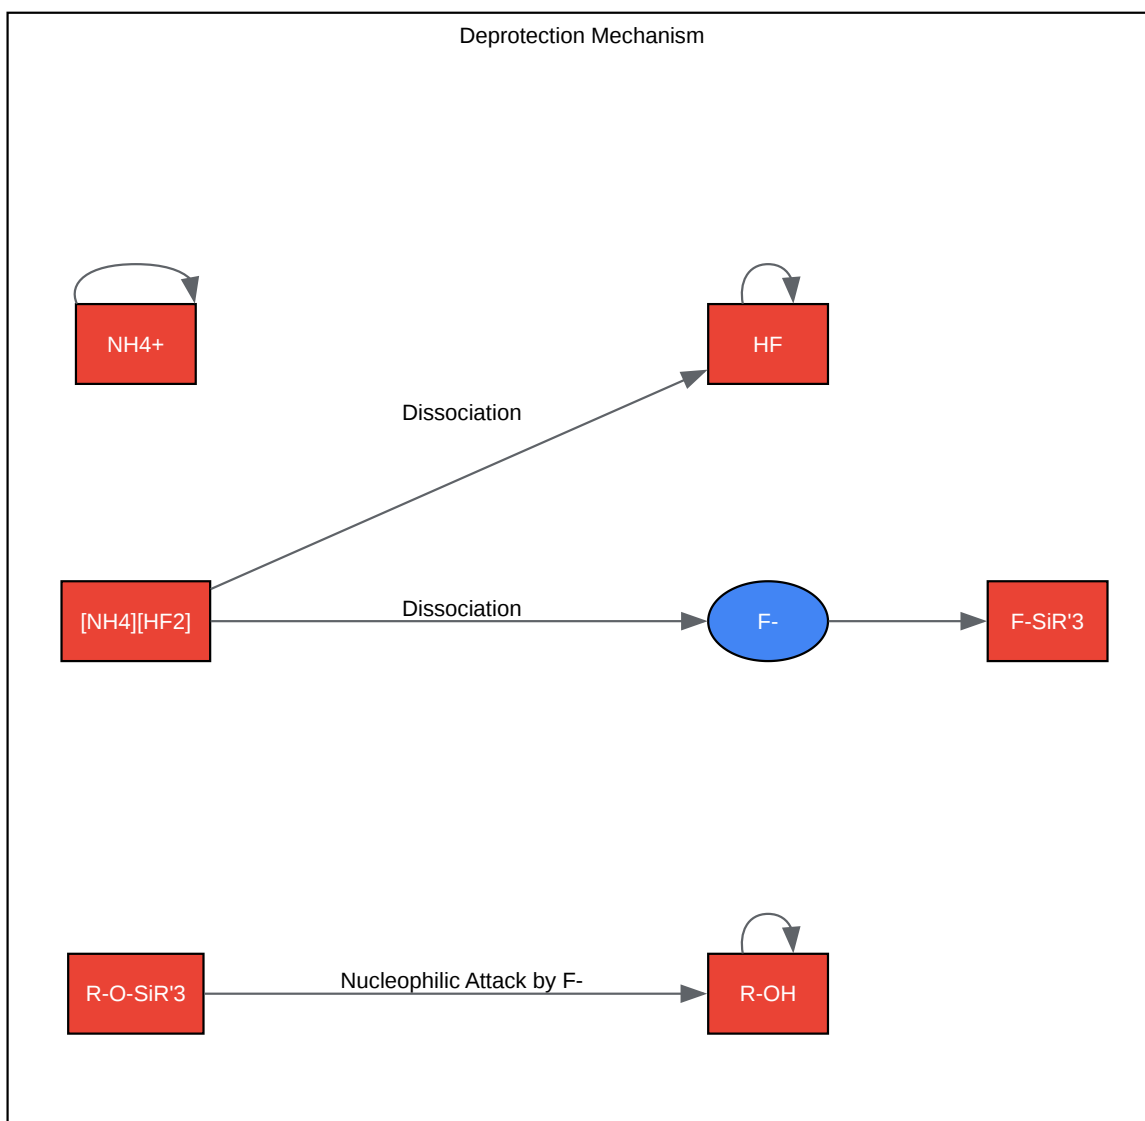 Deprotection Mechanism
NH4+
HF
Dissociation
[NH4][HF2]
Dissociation
F-
F-SiR'3
R-O-SiR'3
Nucleophilic Attack by F-
R-OH